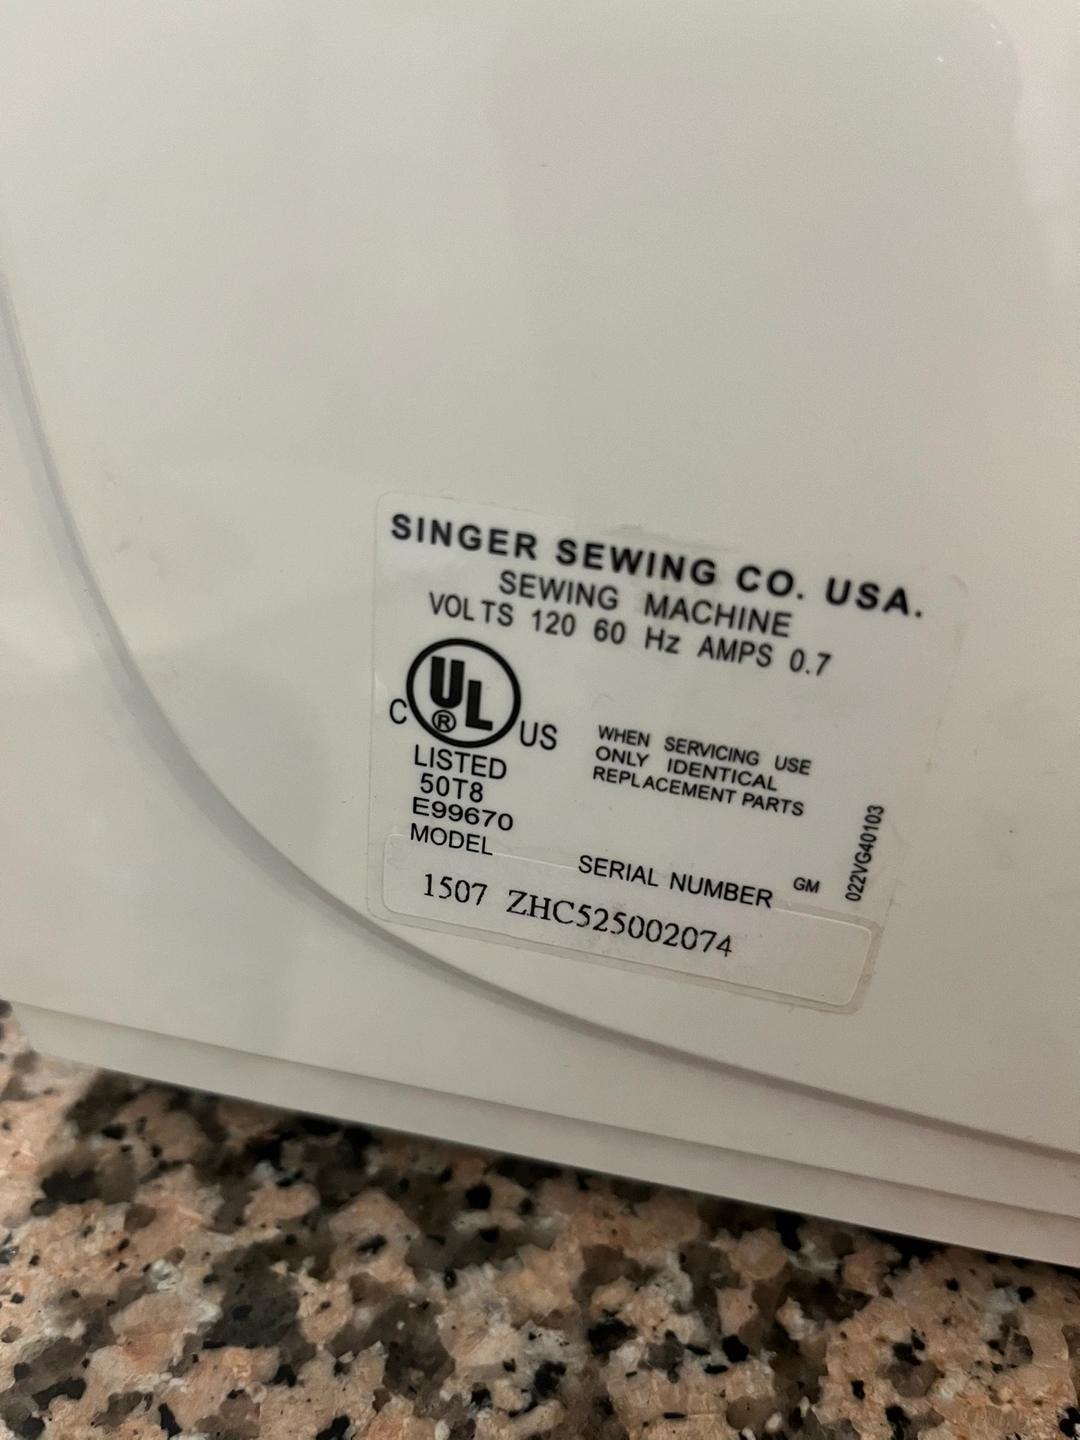 SINGER SEWING CO. USA.
SEWING MACHINE
VOLTS 120 60 Hz AMPS 0.7
C UL ® US
LISTED
50T8
E99670
WHEN SERVICING USE
ONLY IDENTICAL
REPLACEMENT PARTS
MODEL SERIAL NUMBER GM
022VG40103
1507 ZHC525002074